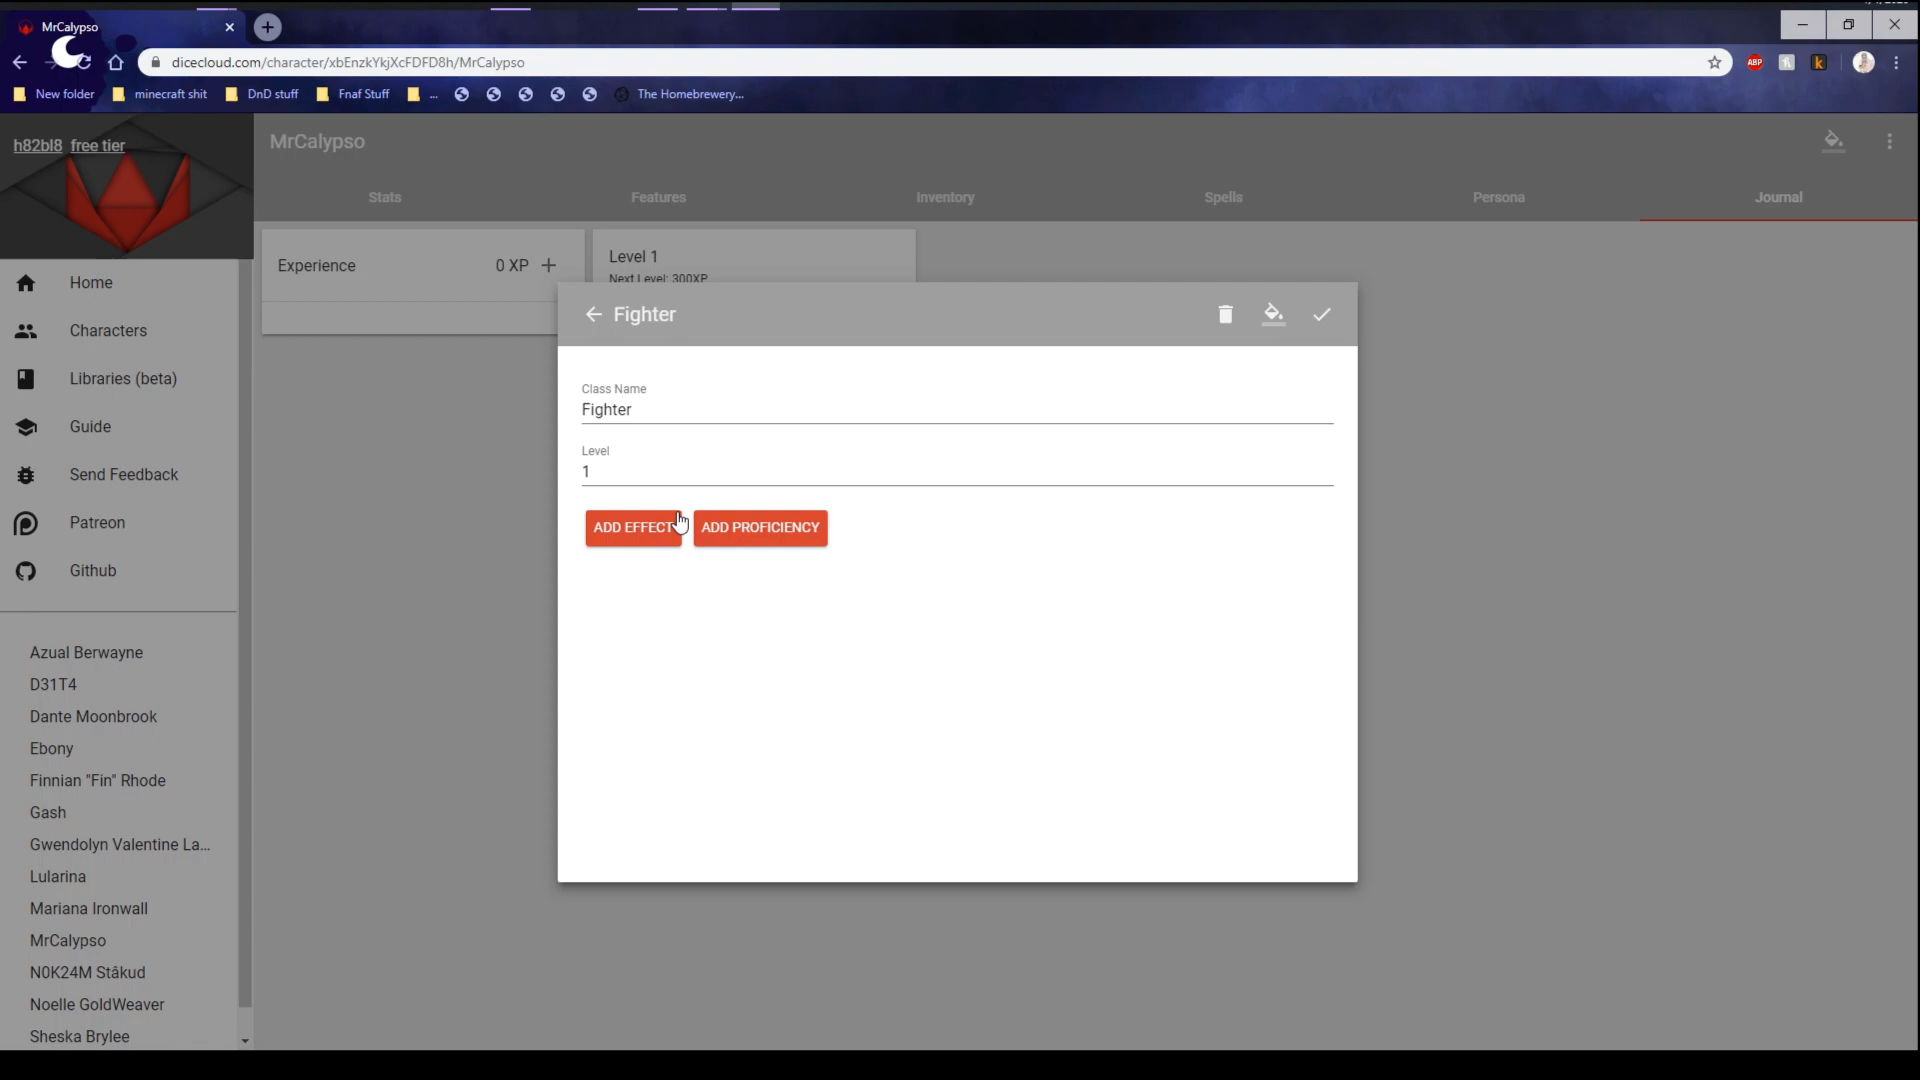 MrCalypso
dicecloud.com/character/xbEnzkYkjXcFDFD8h/MrCalypso
ABP
k
New folder
minecraft shit
DnD stuff
Fnaf Stuff
...
The Homebrewery...
h82bl8 free tier
MrCalypso
Stats
Features
Inventory
Spells
Persona
Journal
Experience
0 XP
Level 1
Next Level: 300XP
Home
Characters
Libraries (beta)
Guide
Send Feedback
Patreon
Github
Fighter
Class Name
Fighter
Level
1
ADD EFFECT
ADD PROFICIENCY
Azual Berwayne
D31T4
Dante Moonbrook
Ebony
Finnian "Fin" Rhode
Gash
Gwendolyn Valentine La...
Lularina
Mariana Ironwall
MrCalypso
N0K24M Ståkud
Noelle GoldWeaver
Sheska Brylee